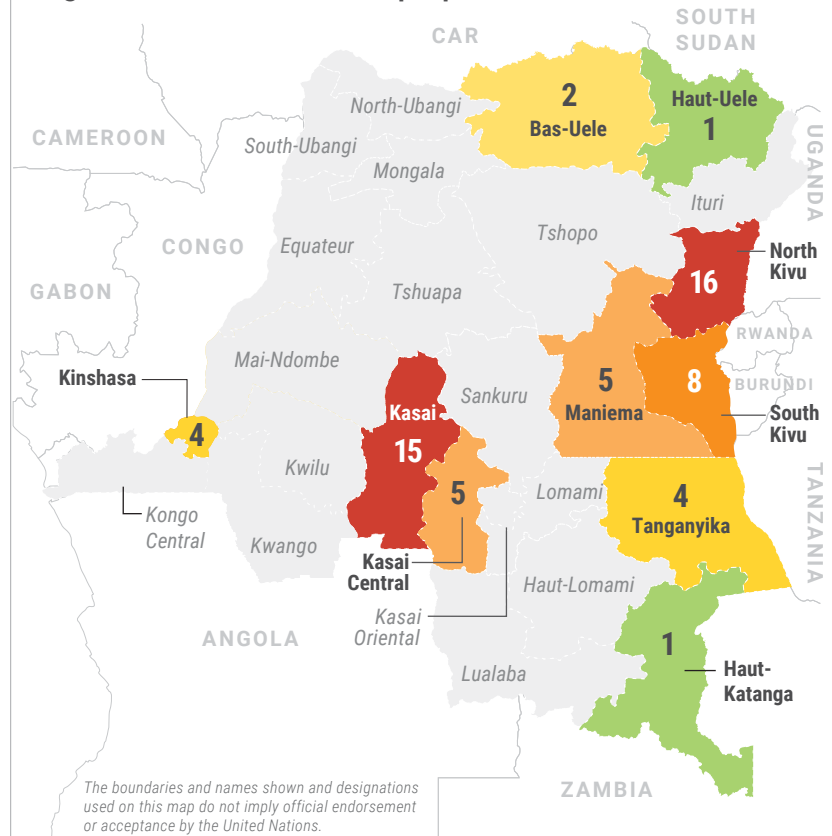 SOUTH
SUDAN
CAR
CAMEROON
North-Ubangi
South-Ubangi
Mongala
2
Bas-Uele
Haut-Uele
1
UGANDA
Ituri
CONGO
Equateur
Tshopo
North
Kivu
16
GABON
Tshuapa
RWANDA
Mai-Ndombe
Kinshasa
4
Kasai
15
Sankuru
5
Maniema
8
BURUNDI
South
Kivu
Kwilu
5
Lomami
4
Tanganyika
TANZANIA
Kongo
Central
Kwango
Kasai
Central
Kasai
Oriental
Haut-Lomami
ANGOLA
Lualaba
1
Haut-
Katanga
ZAMBIA
The boundaries and names shown and designations
used on this map do not imply official endorsement
or acceptance by the United Nations.